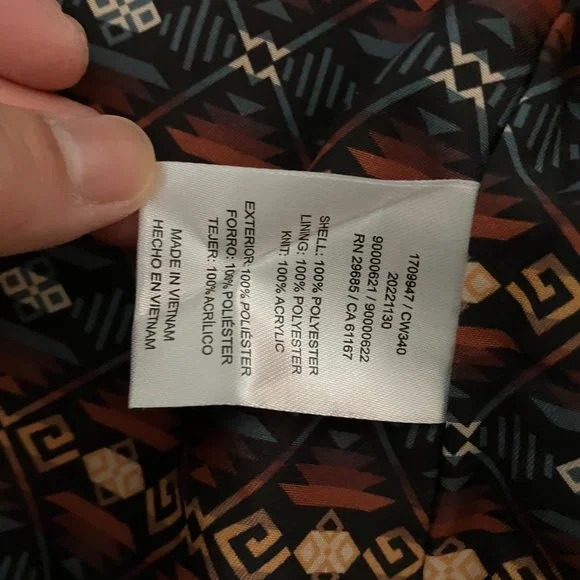 1709947 / CW340
20221130
90000621 / 90000622
RN 29685 / CA 61167
SHELL: 100% POLYESTER
LINING: 100% POLYESTER
KNIT: 100% ACRYLIC
EXTERIOR: 100% POLIÉSTER
FORRO: 100% POLIÉSTER
TEJER: 100% ACRÍLICO
MADE IN VIETNAM
HECHO EN VIETNAM